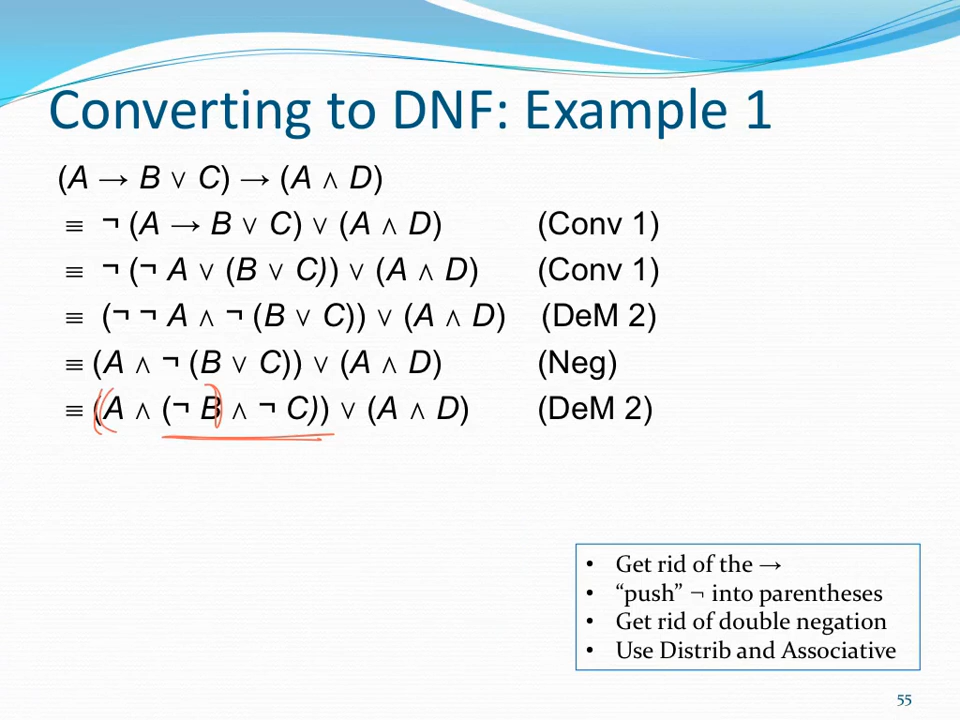 Converting to DNF: Example 1
(A → B ∨ C) → (A ∧ D)
≡ ¬ (A → B ∨ C) ∨ (A ∧ D) (Conv 1)
≡ ¬ (¬ A ∨ (B ∨ C)) ∨ (A ∧ D) (Conv 1)
≡ (¬ ¬ A ∧ ¬ (B ∨ C)) ∨ (A ∧ D) (DeM 2)
≡ (A ∧ ¬ (B ∨ C)) ∨ (A ∧ D) (Neg)
≡ (A ∧ (¬ B ∧ ¬ C)) ∨ (A ∧ D) (DeM 2)
• Get rid of the →
• “push” ¬ into parentheses
• Get rid of double negation
• Use Distrib and Associative
55